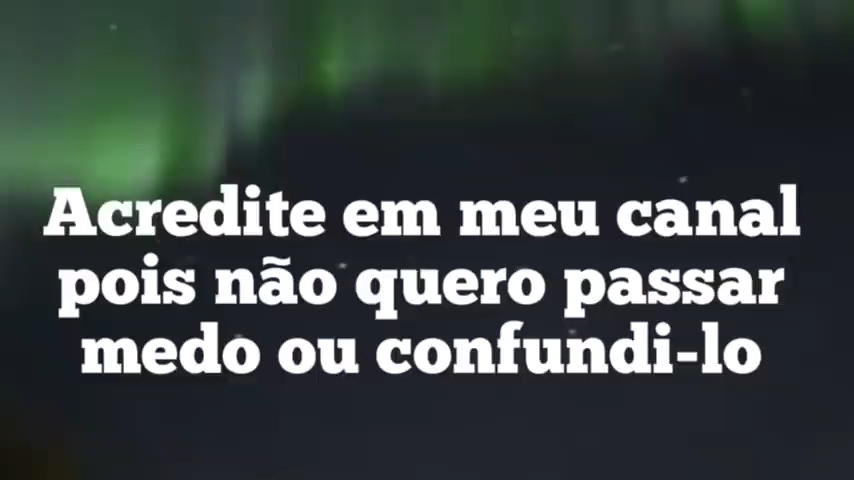 Acredite em meu canal
pois não quero passar
medo ou confundi-lo